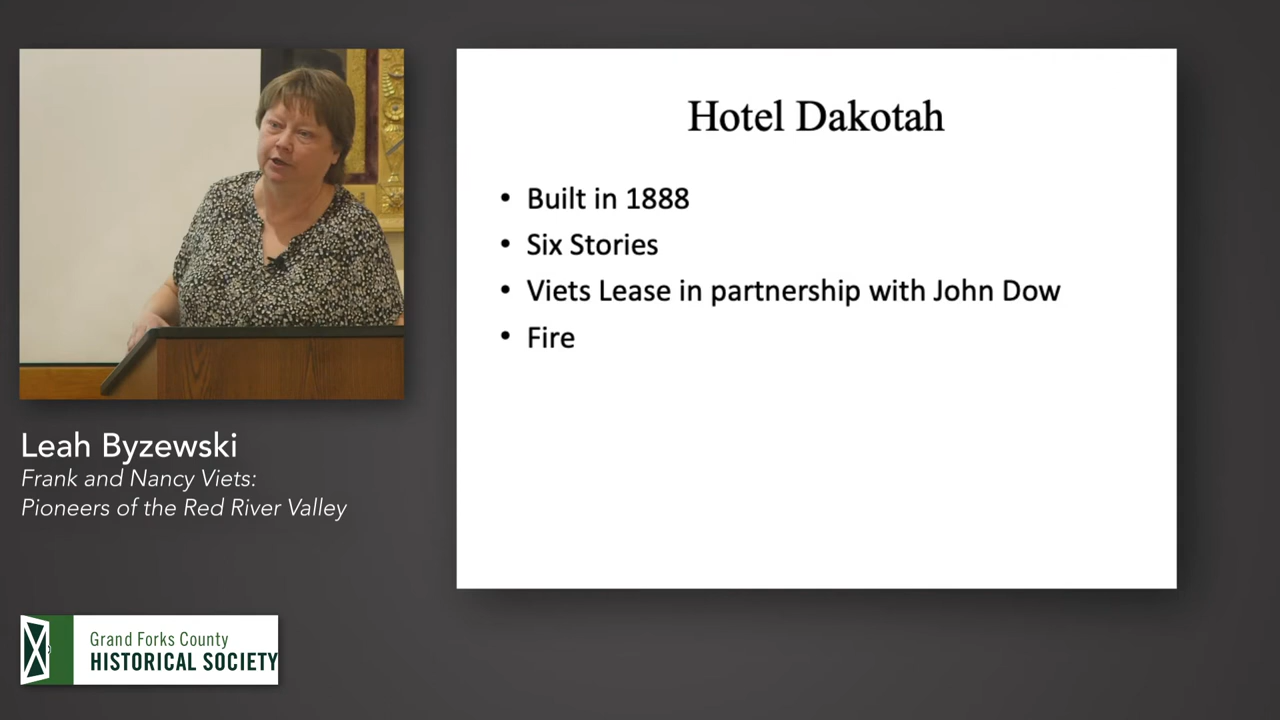 Hotel Dakotah
• Built in 1888
• Six Stories
• Viets Lease in partnership with John Dow
• Fire
Leah Byzewski
Frank and Nancy Viets:
Pioneers of the Red River Valley
Grand Forks County
HISTORICAL SOCIETY